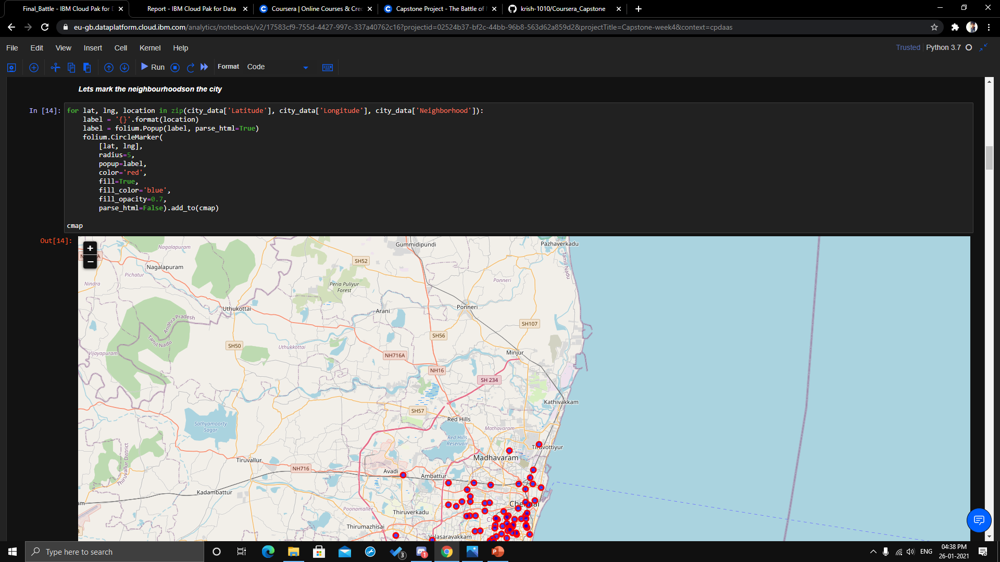 Final_Battle - IBM Cloud Pak for D
Report - IBM Cloud Pak for Data
Coursera | Online Courses & Cre
Capstone Project - The Battle of
krish-1010/Coursera_Capstone
eu-gb.dataplatform.cloud.ibm.com/analytics/notebooks/v2/17583cf9-755d-4427-997c-337a40762c16?projectid=02524b37-bf2c-44bb-96b8-563d62a859d2&projectTitle=Capstone-week4&context=cpdaas
File Edit View Insert Cell Kernel Help
Trusted Python 3.7
Run Format Code
Lets mark the neighbourhoodson the city
In [14]: for lat, lng, location in zip(city_data['Latitude'], city_data['Longitude'], city_data['Neighborhood']):
label = '{}'.format(location)
label = folium.Popup(label, parse_html=True)
folium.CircleMarker(
[lat, lng],
radius=5,
popup=label,
color='red',
fill=True,
fill_color='blue',
fill_opacity=0.7,
parse_html=False).add_to(cmap)
cmap
Out[14]:
+
−
Nagalapuram
Gummidipundi
Pazhaverkadu
SH52
Nagalapuram
Tamil Nadu
Pichatur
Nindra
Peria Puliyur
Forest
Ponneri
Uthukottai
Arani
Ponneri
Andhra Pradesh
Tamil Nadu
SH107
SH56
SH50
Uthukkottai
Vijayapuram
NH716A
Minjur
NH16
SH 234
Kathivakkam
SH57
Red Hills
Sathyamoorty
Sagar
Mathavaram
Red Hills
Reservoir
Tiruvottiyur
Tiruvallur
Madhavaram
Thiruvallur District
NH716
Avadi
Ambattur
Kadambattur
am
Chennai
Poonamallee
Thiruverkadu
Thirumazhisai
Valasaravakkam
Type here to search
3
1
ENG
04:38 PM
26-01-2021